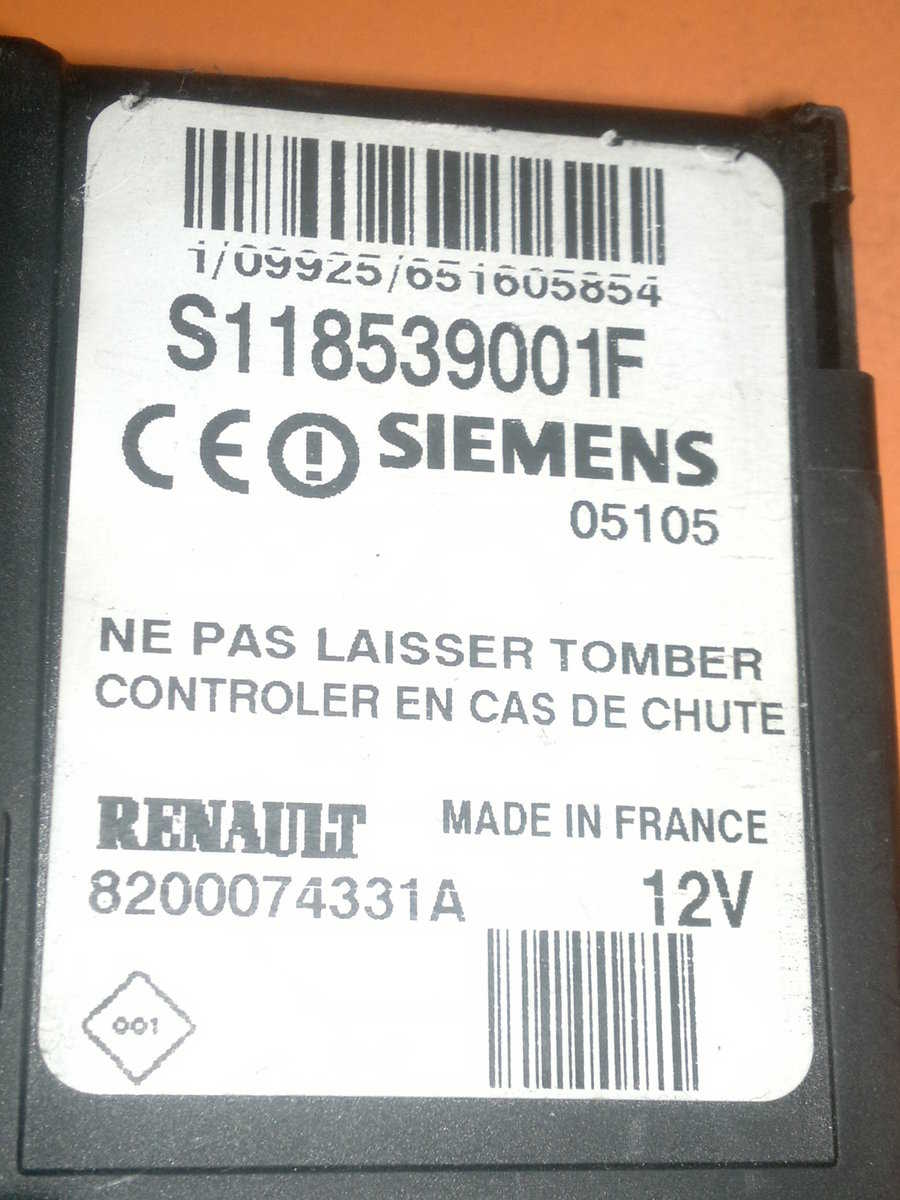 1/09925/651605854
S118539001F
CE SIEMENS
05105
NE PAS LAISSER TOMBER
CONTROLER EN CAS DE CHUTE
RENAULT MADE IN FRANCE
8200074331A 12V
001